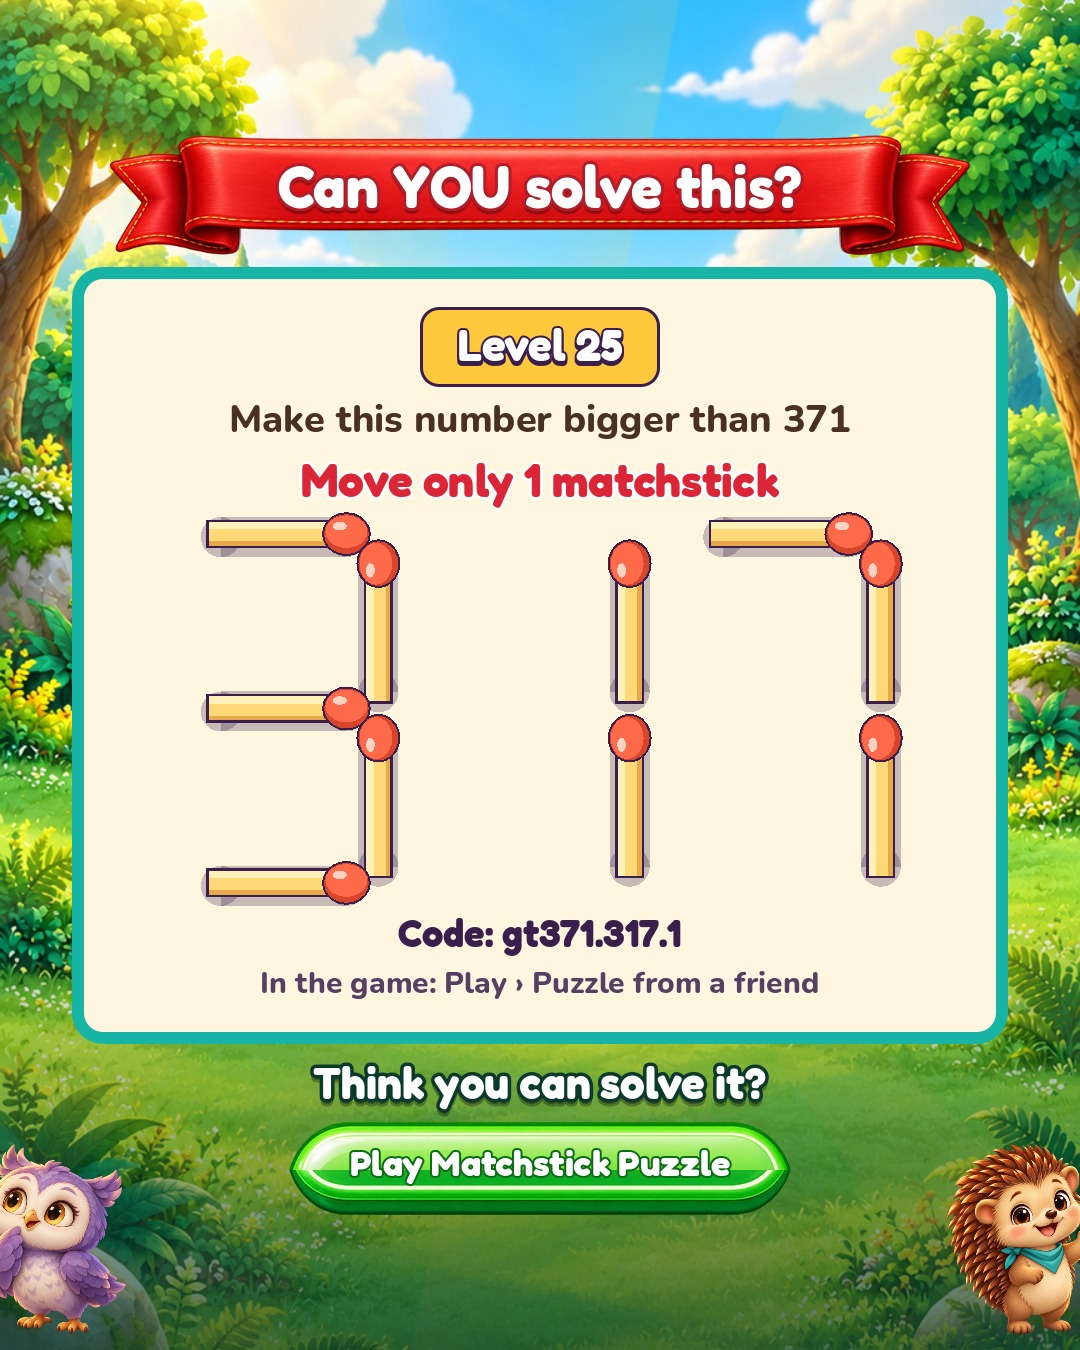 Can YOU solve this?
Level 25
Make this number bigger than 371
Move only 1 matchstick
317
Code: gt371.317.1
In the game: Play › Puzzle from a friend
Think you can solve it?
Play Matchstick Puzzle